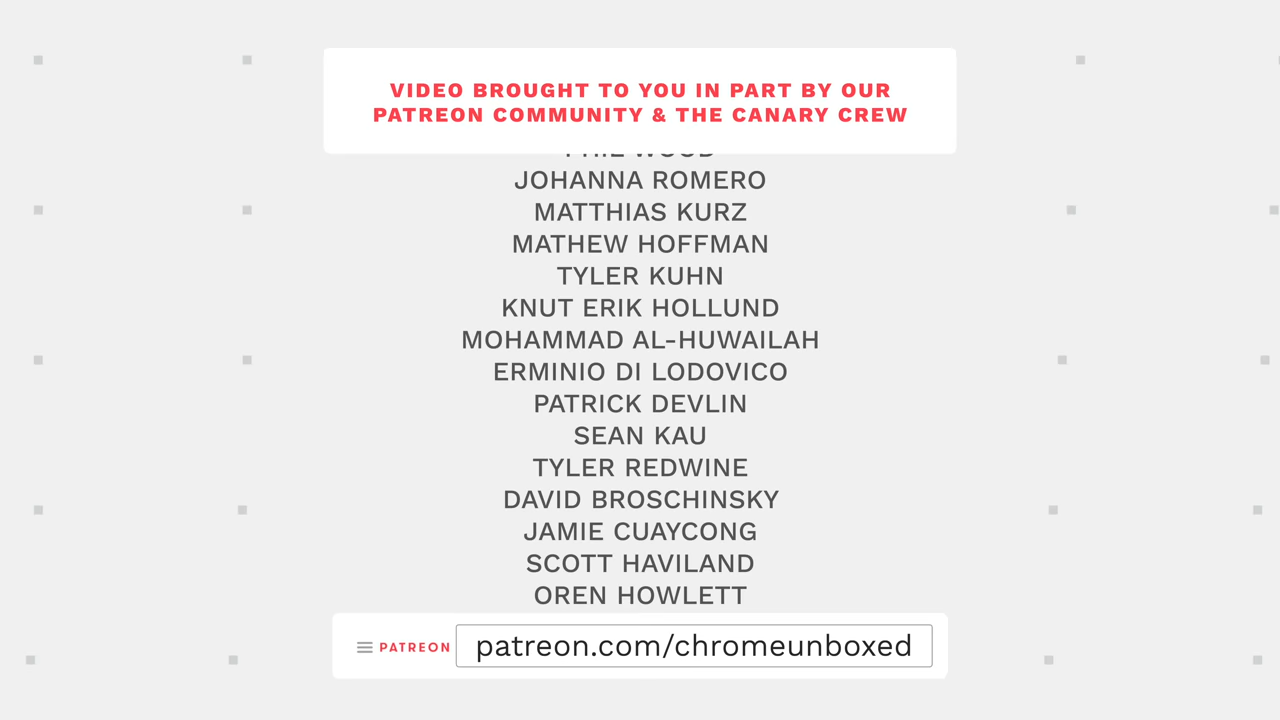 VIDEO BROUGHT TO YOU IN PART BY OUR
PATREON COMMUNITY & THE CANARY CREW
PHIL WOOD
JOHANNA ROMERO
MATTHIAS KURZ
MATHEW HOFFMAN
TYLER KUHN
KNUT ERIK HOLLUND
MOHAMMAD AL-HUWAILAH
ERMINIO DI LODOVICO
PATRICK DEVLIN
SEAN KAU
TYLER REDWINE
DAVID BROSCHINSKY
JAMIE CUAYCONG
SCOTT HAVILAND
OREN HOWLETT
PATREON patreon.com/chromeunboxed